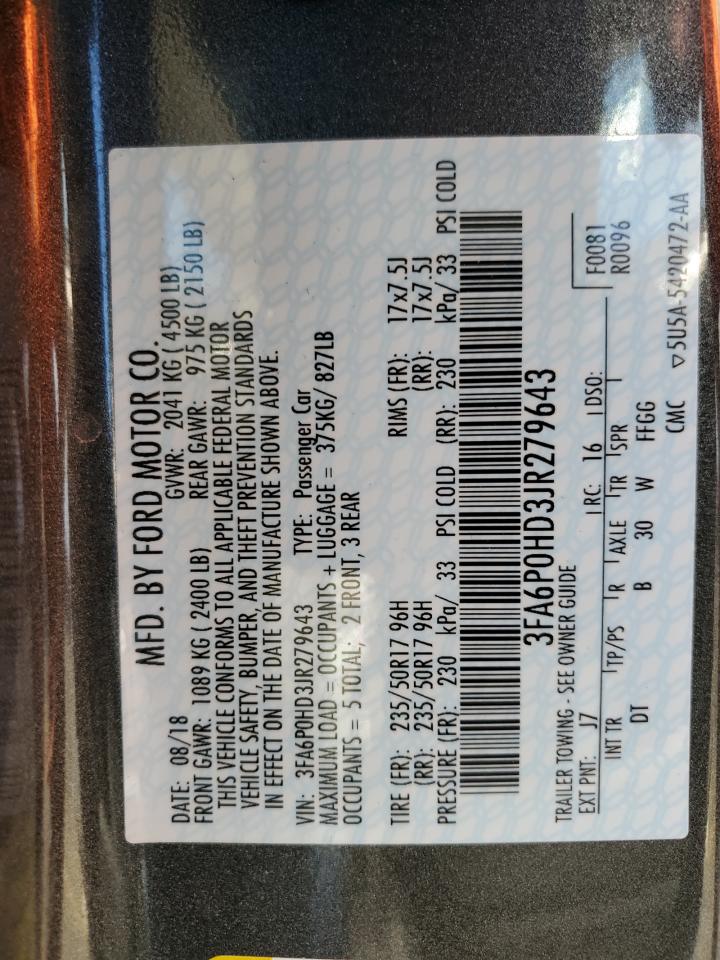 MFD. BY FORD MOTOR CO.
DATE: 08/18 GVWR: 2041 KG ( 4500 LB)
FRONT GAWR: 1089 KG ( 2400 LB) REAR GAWR: 975 KG ( 2150 LB)
THIS VEHICLE CONFORMS TO ALL APPLICABLE FEDERAL MOTOR
VEHICLE SAFETY, BUMPER, AND THEFT PREVENTION STANDARDS
IN EFFECT ON THE DATE OF MANUFACTURE SHOWN ABOVE.
VIN: 3FA6P0HD3JR279643 TYPE: Passenger Car
MAXIMUM LOAD = OCCUPANTS + LUGGAGE = 375KG/ 827LB
OCCUPANTS = 5 TOTAL; 2 FRONT, 3 REAR
TIRE (FR): 235/50R17 96H RIMS (FR): 17x7.5J
(RR): 235/50R17 96H (RR): 17x7.5J
PRESSURE (FR): 230 kPa/ 33 PSI COLD (RR): 230 kPa/ 33 PSI COLD
3FA6P0HD3JR279643
TRAILER TOWING - SEE OWNER GUIDE F0081
EXT PNT: J7 RC: 16 DSO: R0096
INT TR TP/PS R AXLE TR SPR
DT B 30 W FFGG
CMC ▽5U5A-5420472-AA